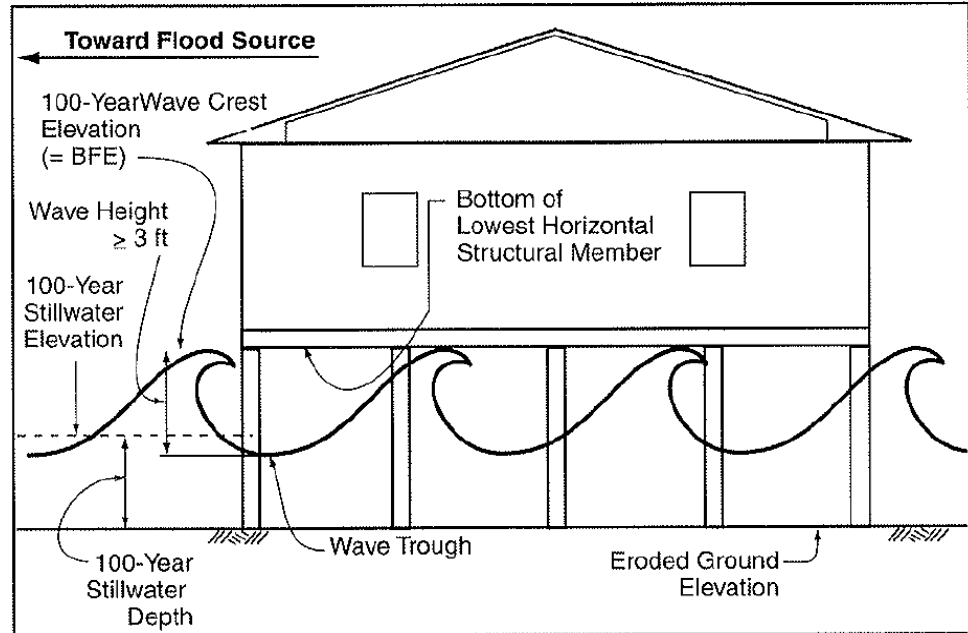 Toward Flood Source
100-YearWave Crest
Elevation
(= BFE)
Wave Height
≥ 3 ft
100-Year
Stillwater
Elevation
Bottom of
Lowest Horizontal
Structural Member
Wave Trough
100-Year
Stillwater
Depth
Eroded Ground
Elevation